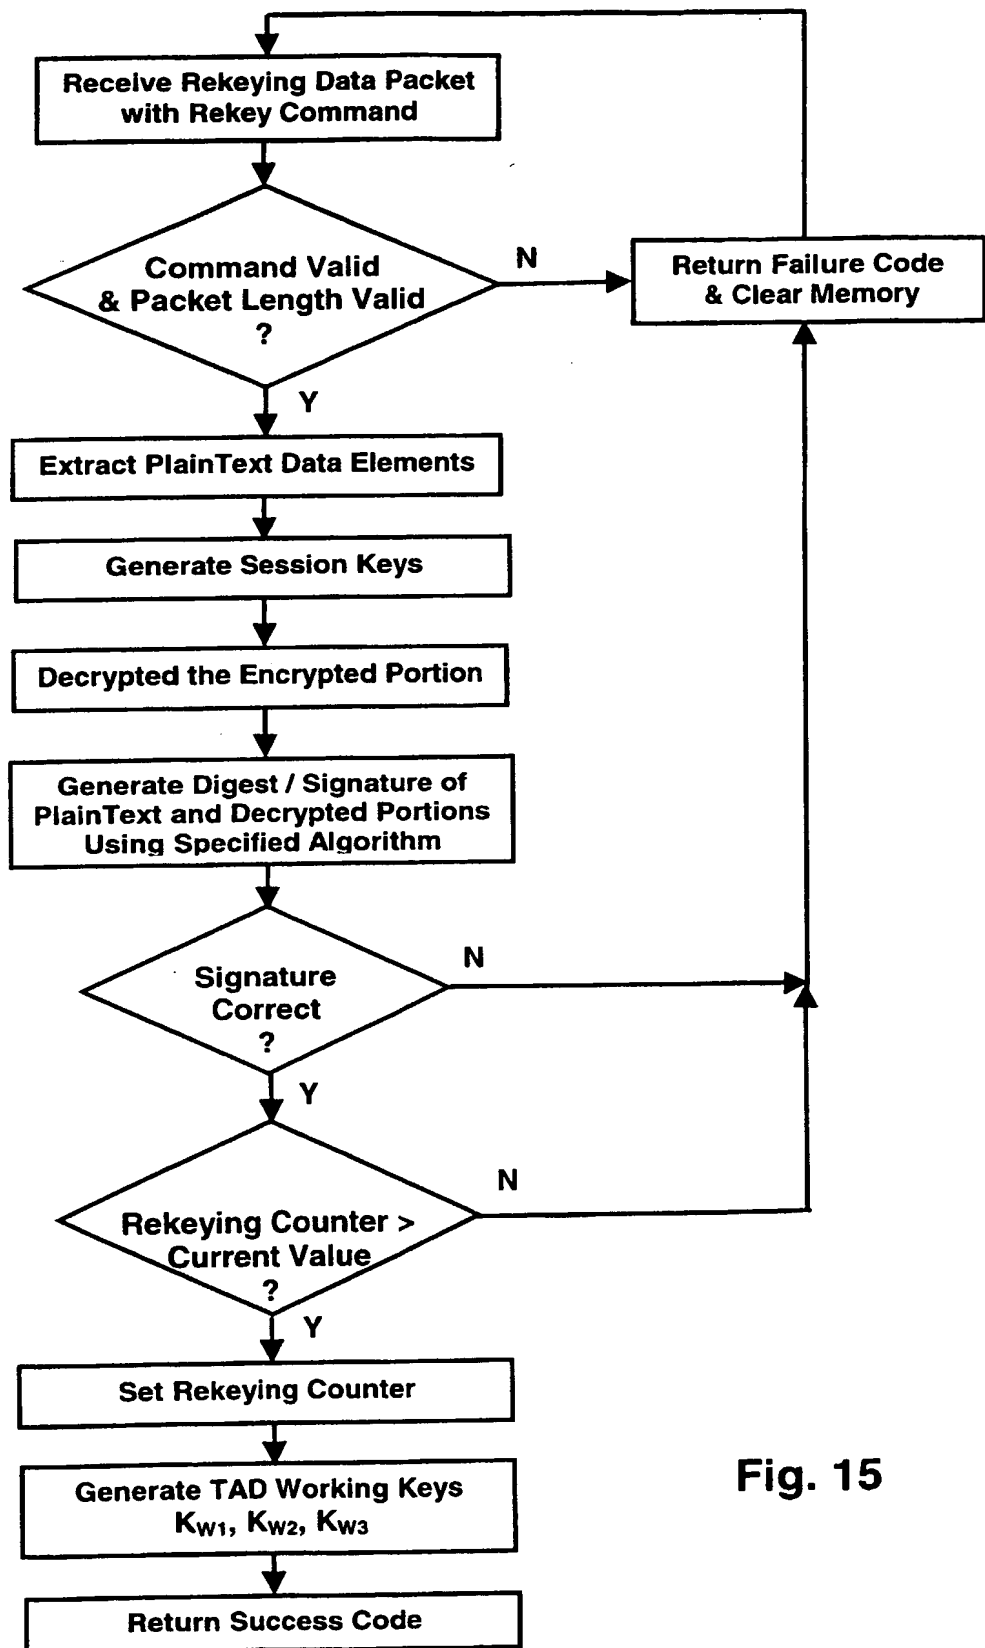 Receive Rekeying Data Packet
with Rekey Command
Command Valid
& Packet Length Valid
?
N
Return Failure Code
& Clear Memory
Y
Extract PlainText Data Elements
Generate Session Keys
Decrypted the Encrypted Portion
Generate Digest / Signature of
PlainText and Decrypted Portions
Using Specified Algorithm
N
Signature
Correct
?
Y
N
Rekeying Counter >
Current Value
?
Y
Set Rekeying Counter
Generate TAD Working Keys
KW1, KW2, KW3
Fig. 15
Return Success Code